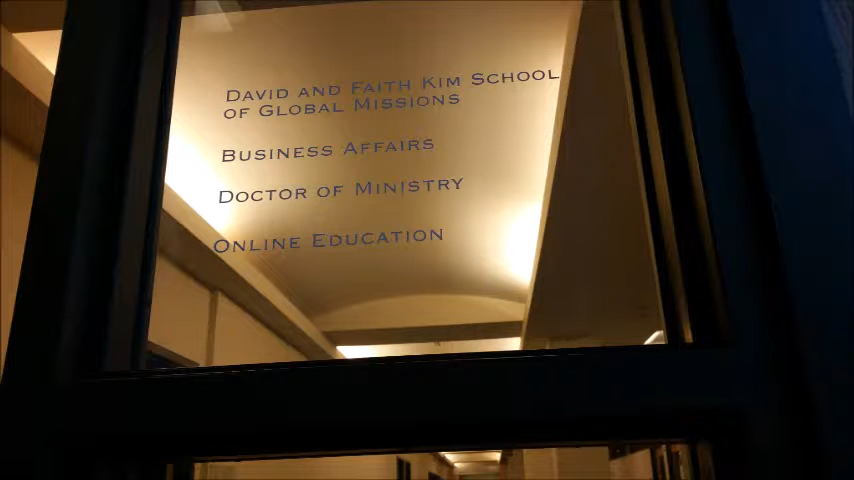 David and Faith Kim School
of Global Missions
Business Affairs
Doctor of Ministry
Online Education